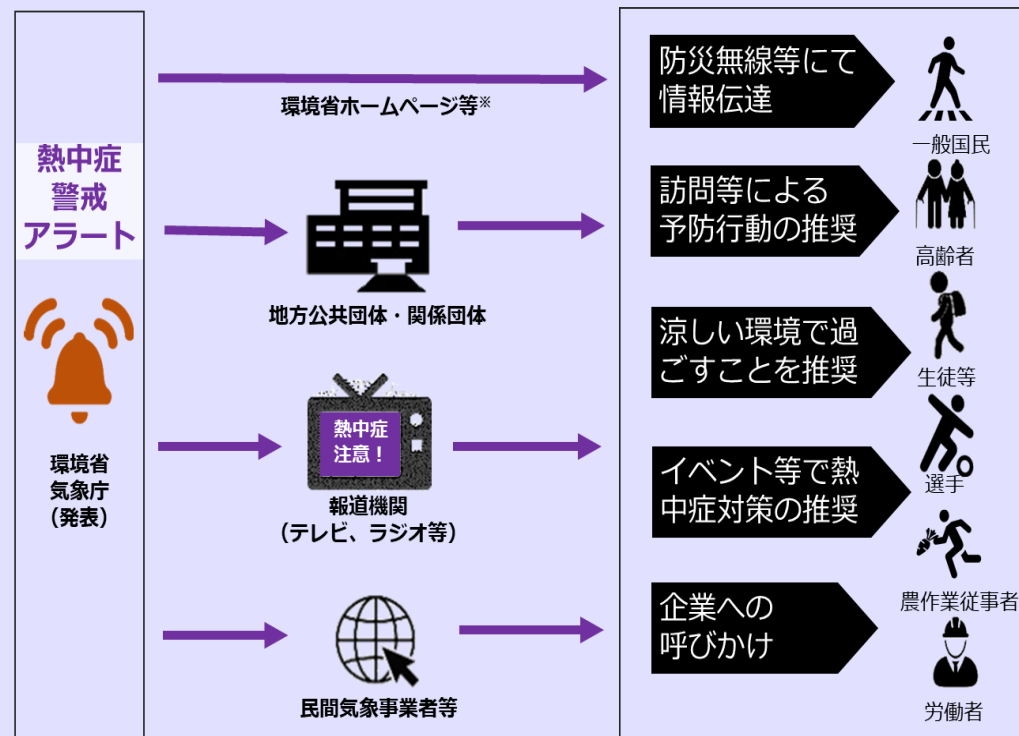 熱中症
警戒
アラート
環境省
気象庁
(発表)
環境省ホームページ等※
地方公共団体・関係団体
熱中症
注意！
報道機関
(テレビ、ラジオ等)
民間気象事業者等
防災無線等にて
情報伝達
訪問等による
予防行動の推奨
涼しい環境で過
ごすことを推奨
イベント等で熱
中症対策の推奨
企業への
呼びかけ
一般国民
高齢者
生徒等
選手
農作業従事者
労働者